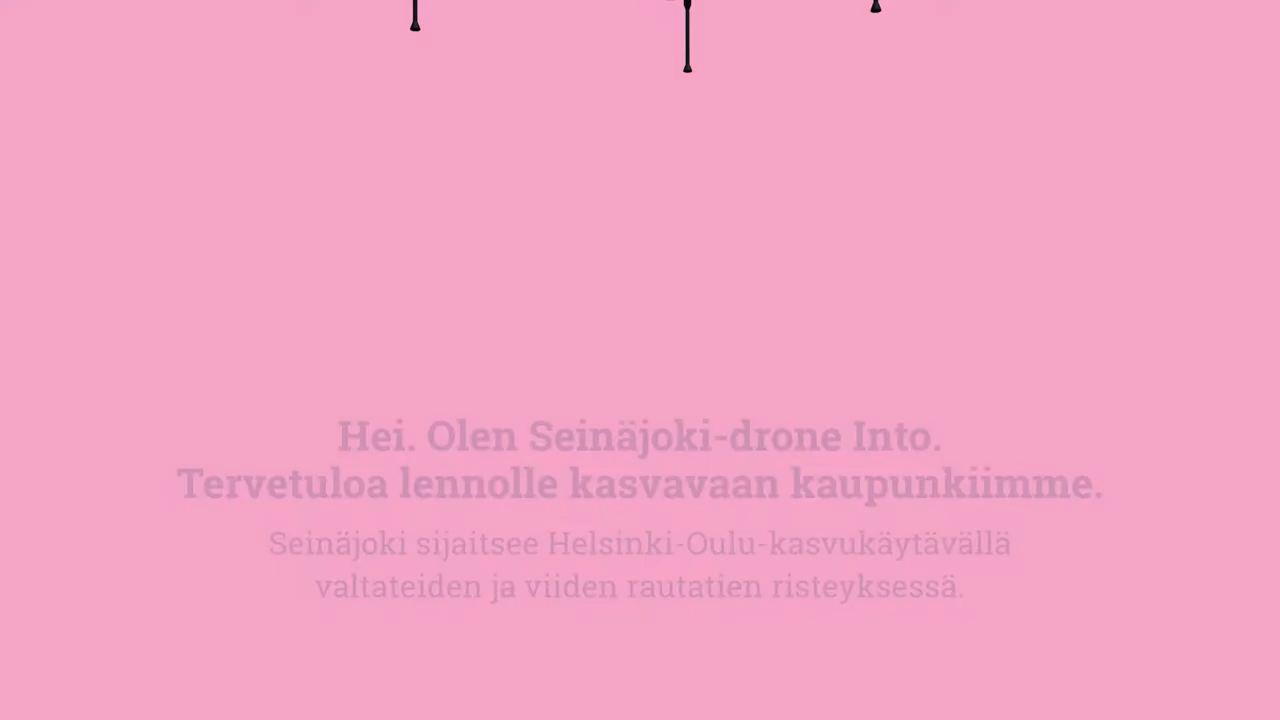 Hei. Olen Seinäjoki-drone Into.
Tervetuloa lennolle kasvavaan kaupunkiimme.
Seinäjoki sijaitsee Helsinki-Oulu-kasvukäytävällä
valtateiden ja viiden rautatien risteyksessä.